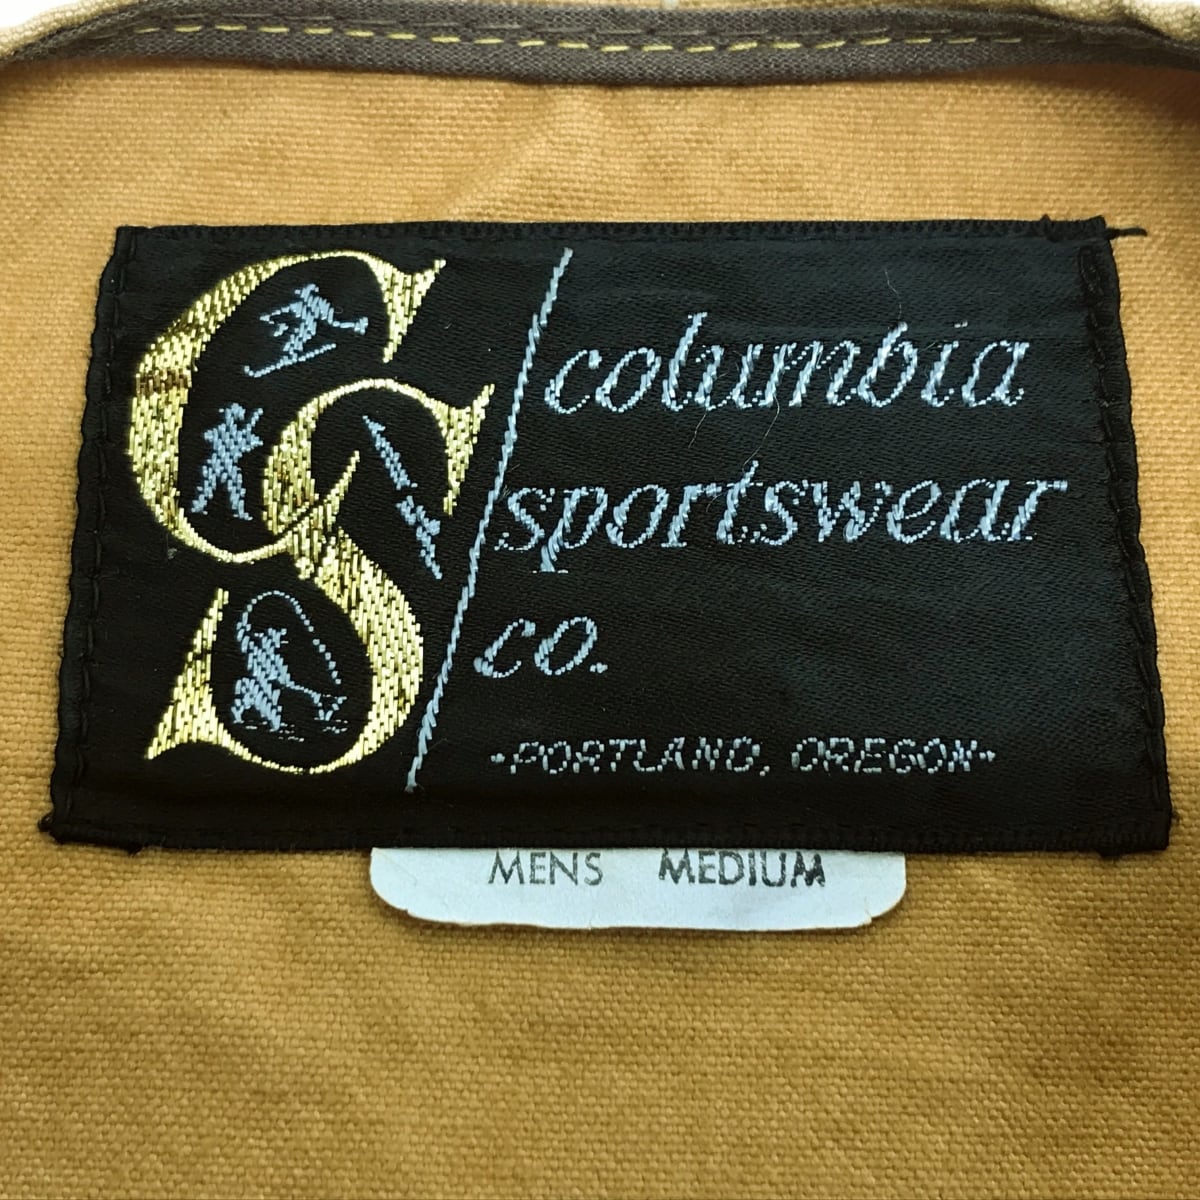 CS
columbia
sportswear
co.
•PORTLAND, OREGON•
MENS MEDIUM